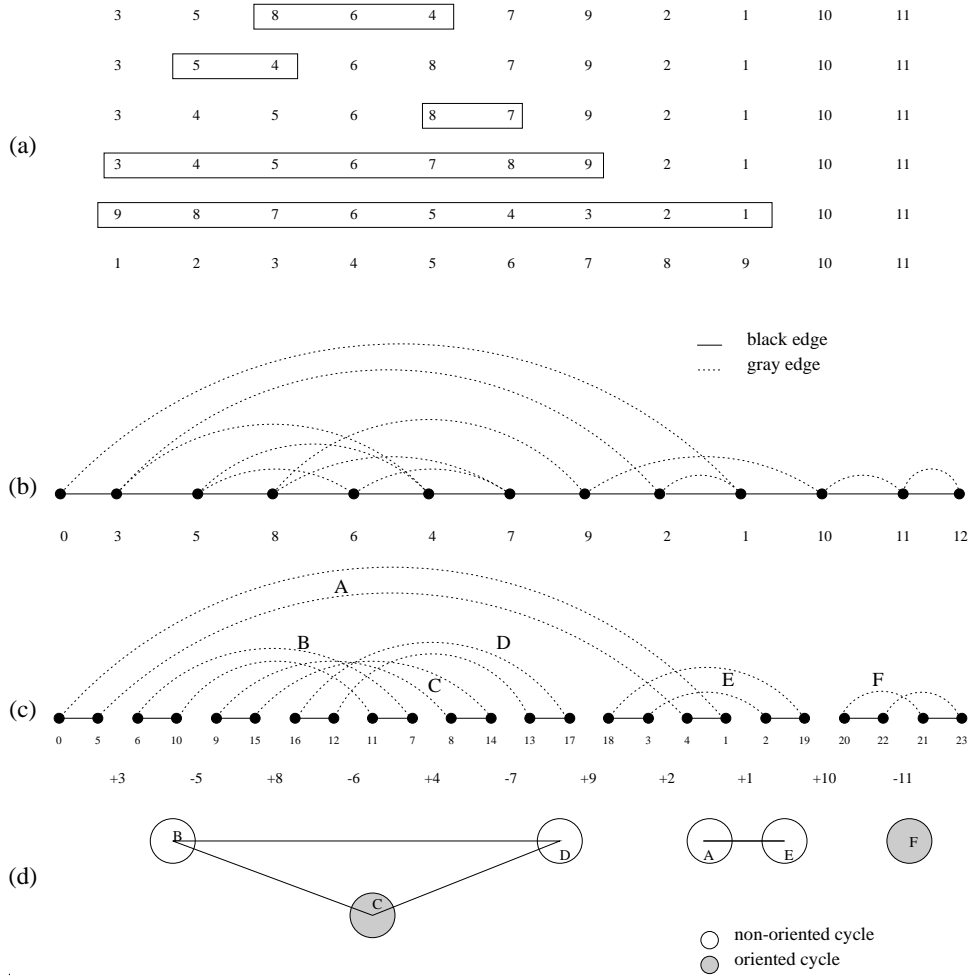 3 5 8 6 4 7 9 2 1 10 11
3 5 4 6 8 7 9 2 1 10 11
3 4 5 6 8 7 9 2 1 10 11
(a)
3 4 5 6 7 8 9 2 1 10 11
9 8 7 6 5 4 3 2 1 10 11
1 2 3 4 5 6 7 8 9 10 11
black edge
gray edge
(b)
0 3 5 8 6 4 7 9 2 1 10 11 12
A
B D
C E F
(c)
0 5 6 10 9 15 16 12 11 7 8 14 13 17 18 3 4 1 2 19 20 22 21 23
+3 -5 +8 -6 +4 -7 +9 +2 +1 +10 -11
B D A E F
(d)
C
non-oriented cycle
oriented cycle